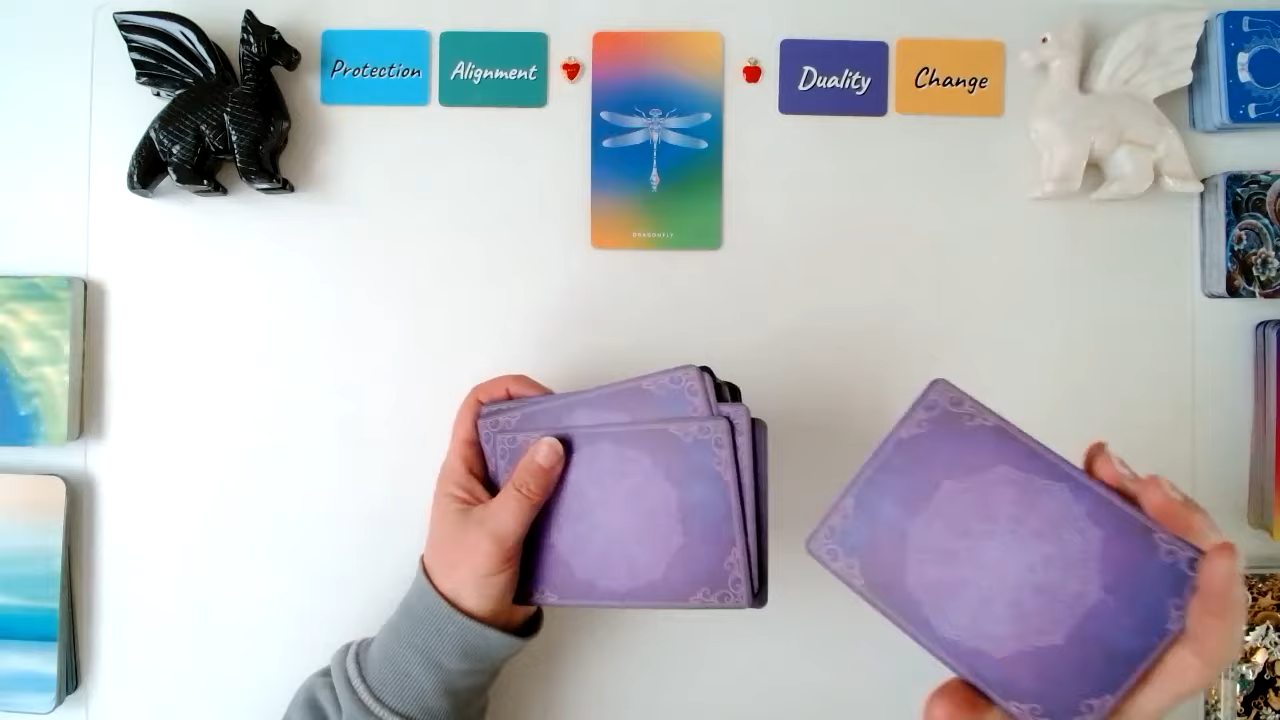 Protection
Alignment
Duality
Change
DRAGONFLY